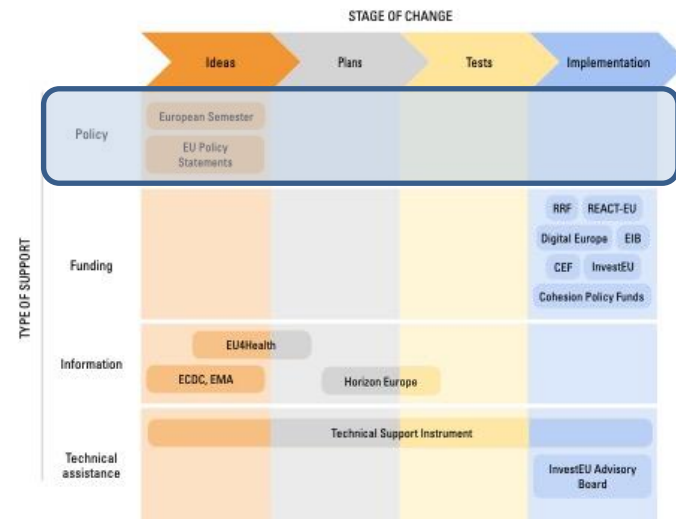 STAGE OF CHANGE
Ideas Plans Tests Implementation
TYPE OF SUPPORT
Policy
European Semester
EU Policy
Statements
Funding
RRF REACT-EU
Digital Europe EIB
CEF InvestEU
Cohesion Policy Funds
Information
EU4Health
ECDC, EMA
Horizon Europe
Technical
assistance
Technical Support Instrument
InvestEU Advisory
Board